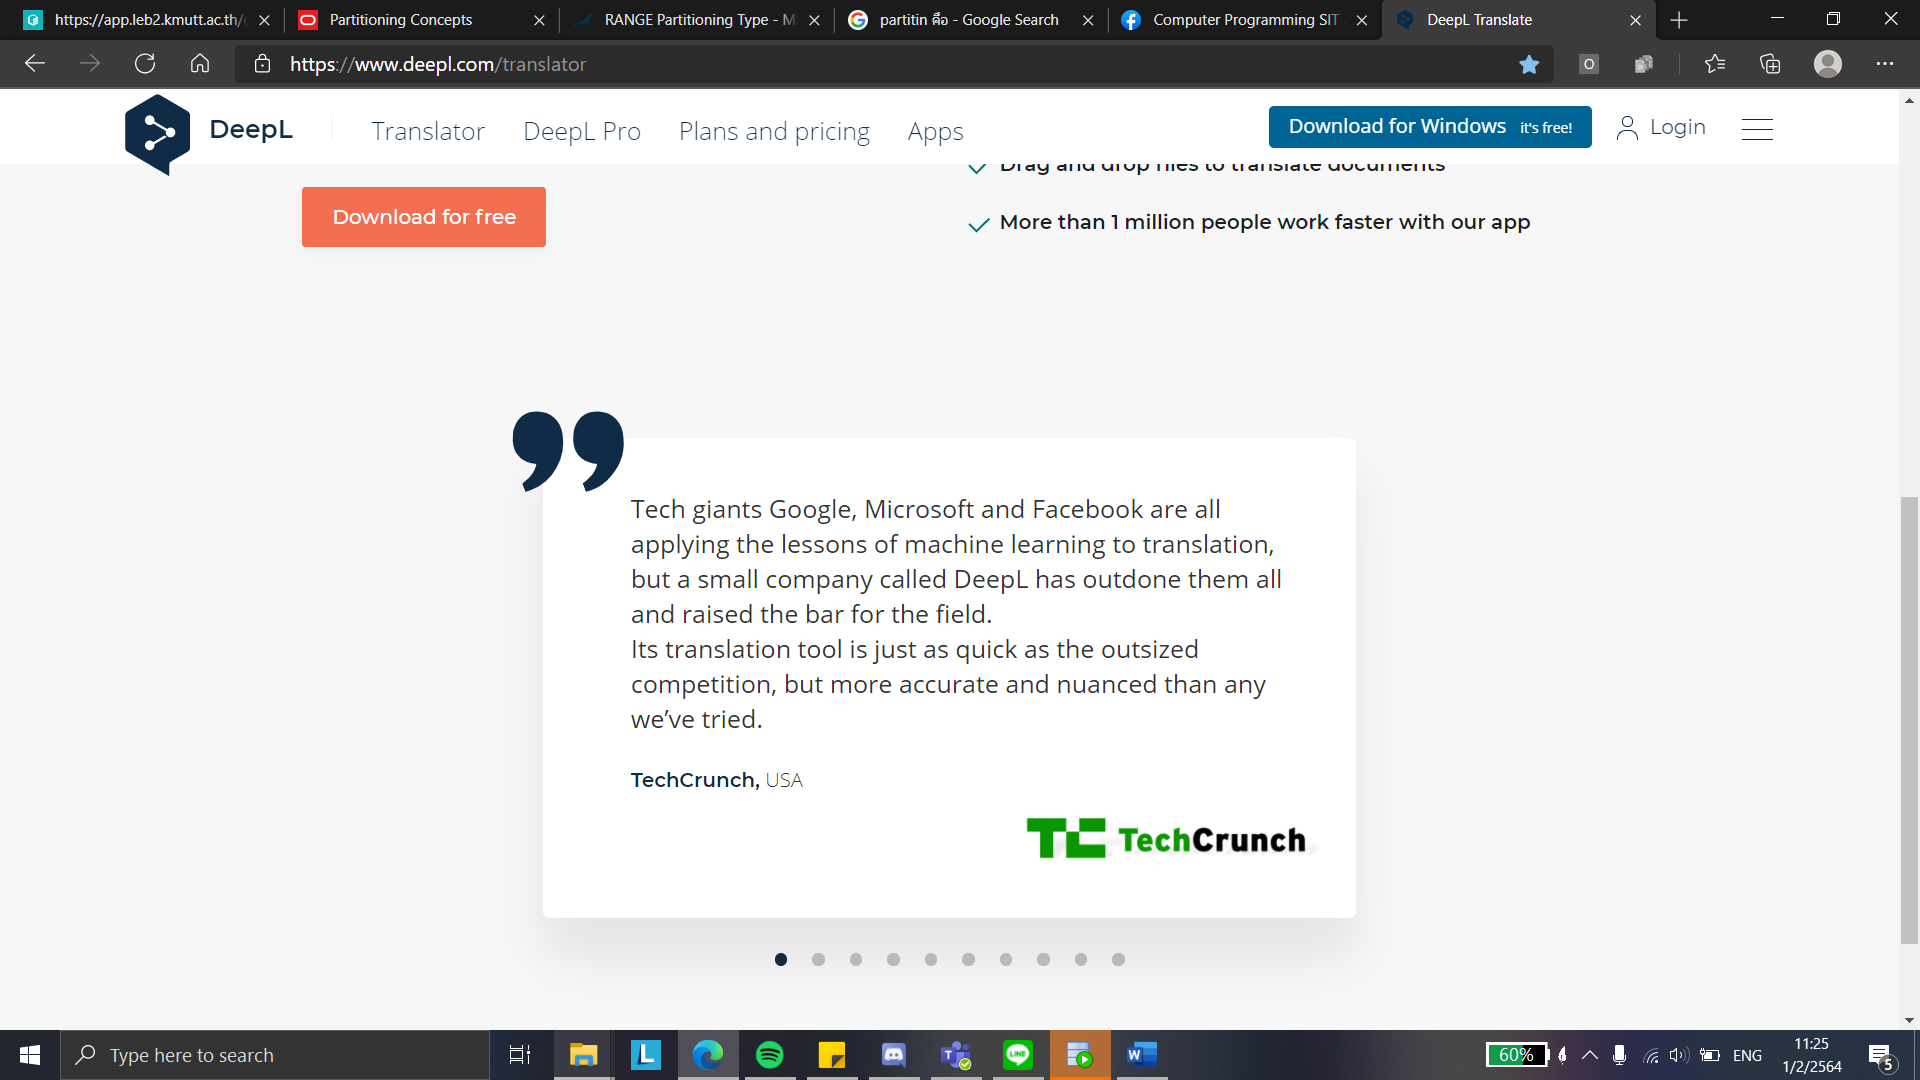 https://app.leb2.kmutt.ac.th/
Partitioning Concepts
RANGE Partitioning Type - M
partitin คือ - Google Search
Computer Programming SIT
DeepL Translate
https://www.deepl.com/translator
DeepL
Translator
DeepL Pro
Plans and pricing
Apps
Download for Windows it's free!
Login
Drag and drop files to translate documents
Download for free
More than 1 million people work faster with our app
Tech giants Google, Microsoft and Facebook are all
applying the lessons of machine learning to translation,
but a small company called DeepL has outdone them all
and raised the bar for the field.
Its translation tool is just as quick as the outsized
competition, but more accurate and nuanced than any
we've tried.
TechCrunch, USA
TechCrunch
Type here to search
60%
ENG
11:25
1/2/2564
5